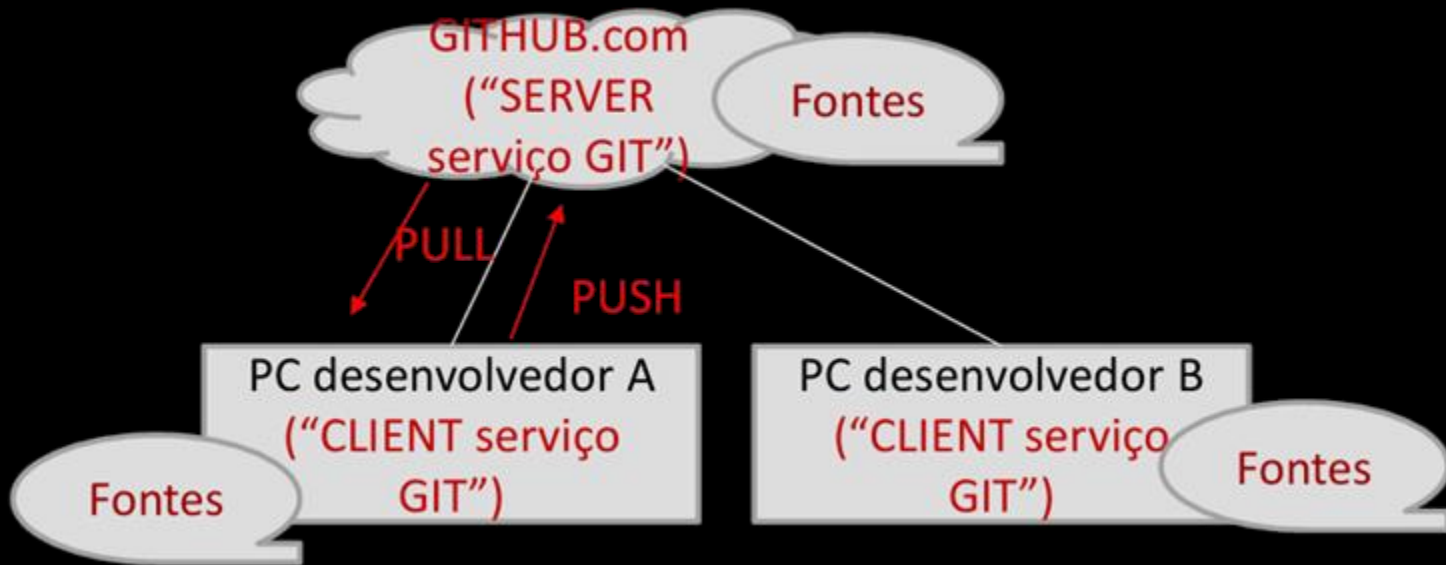 GITHUB.com
("SERVER
serviço GIT")
Fontes
PULL
PUSH
PC desenvolvedor A
("CLIENT serviço
GIT")
Fontes
PC desenvolvedor B
("CLIENT serviço
GIT")
Fontes